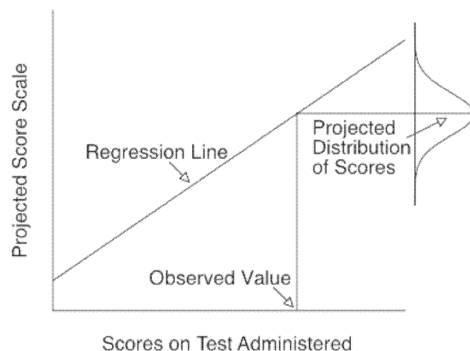 Projected Score Scale
Regression Line
Projected
Distribution
of Scores
Observed Value
Scores on Test Administered